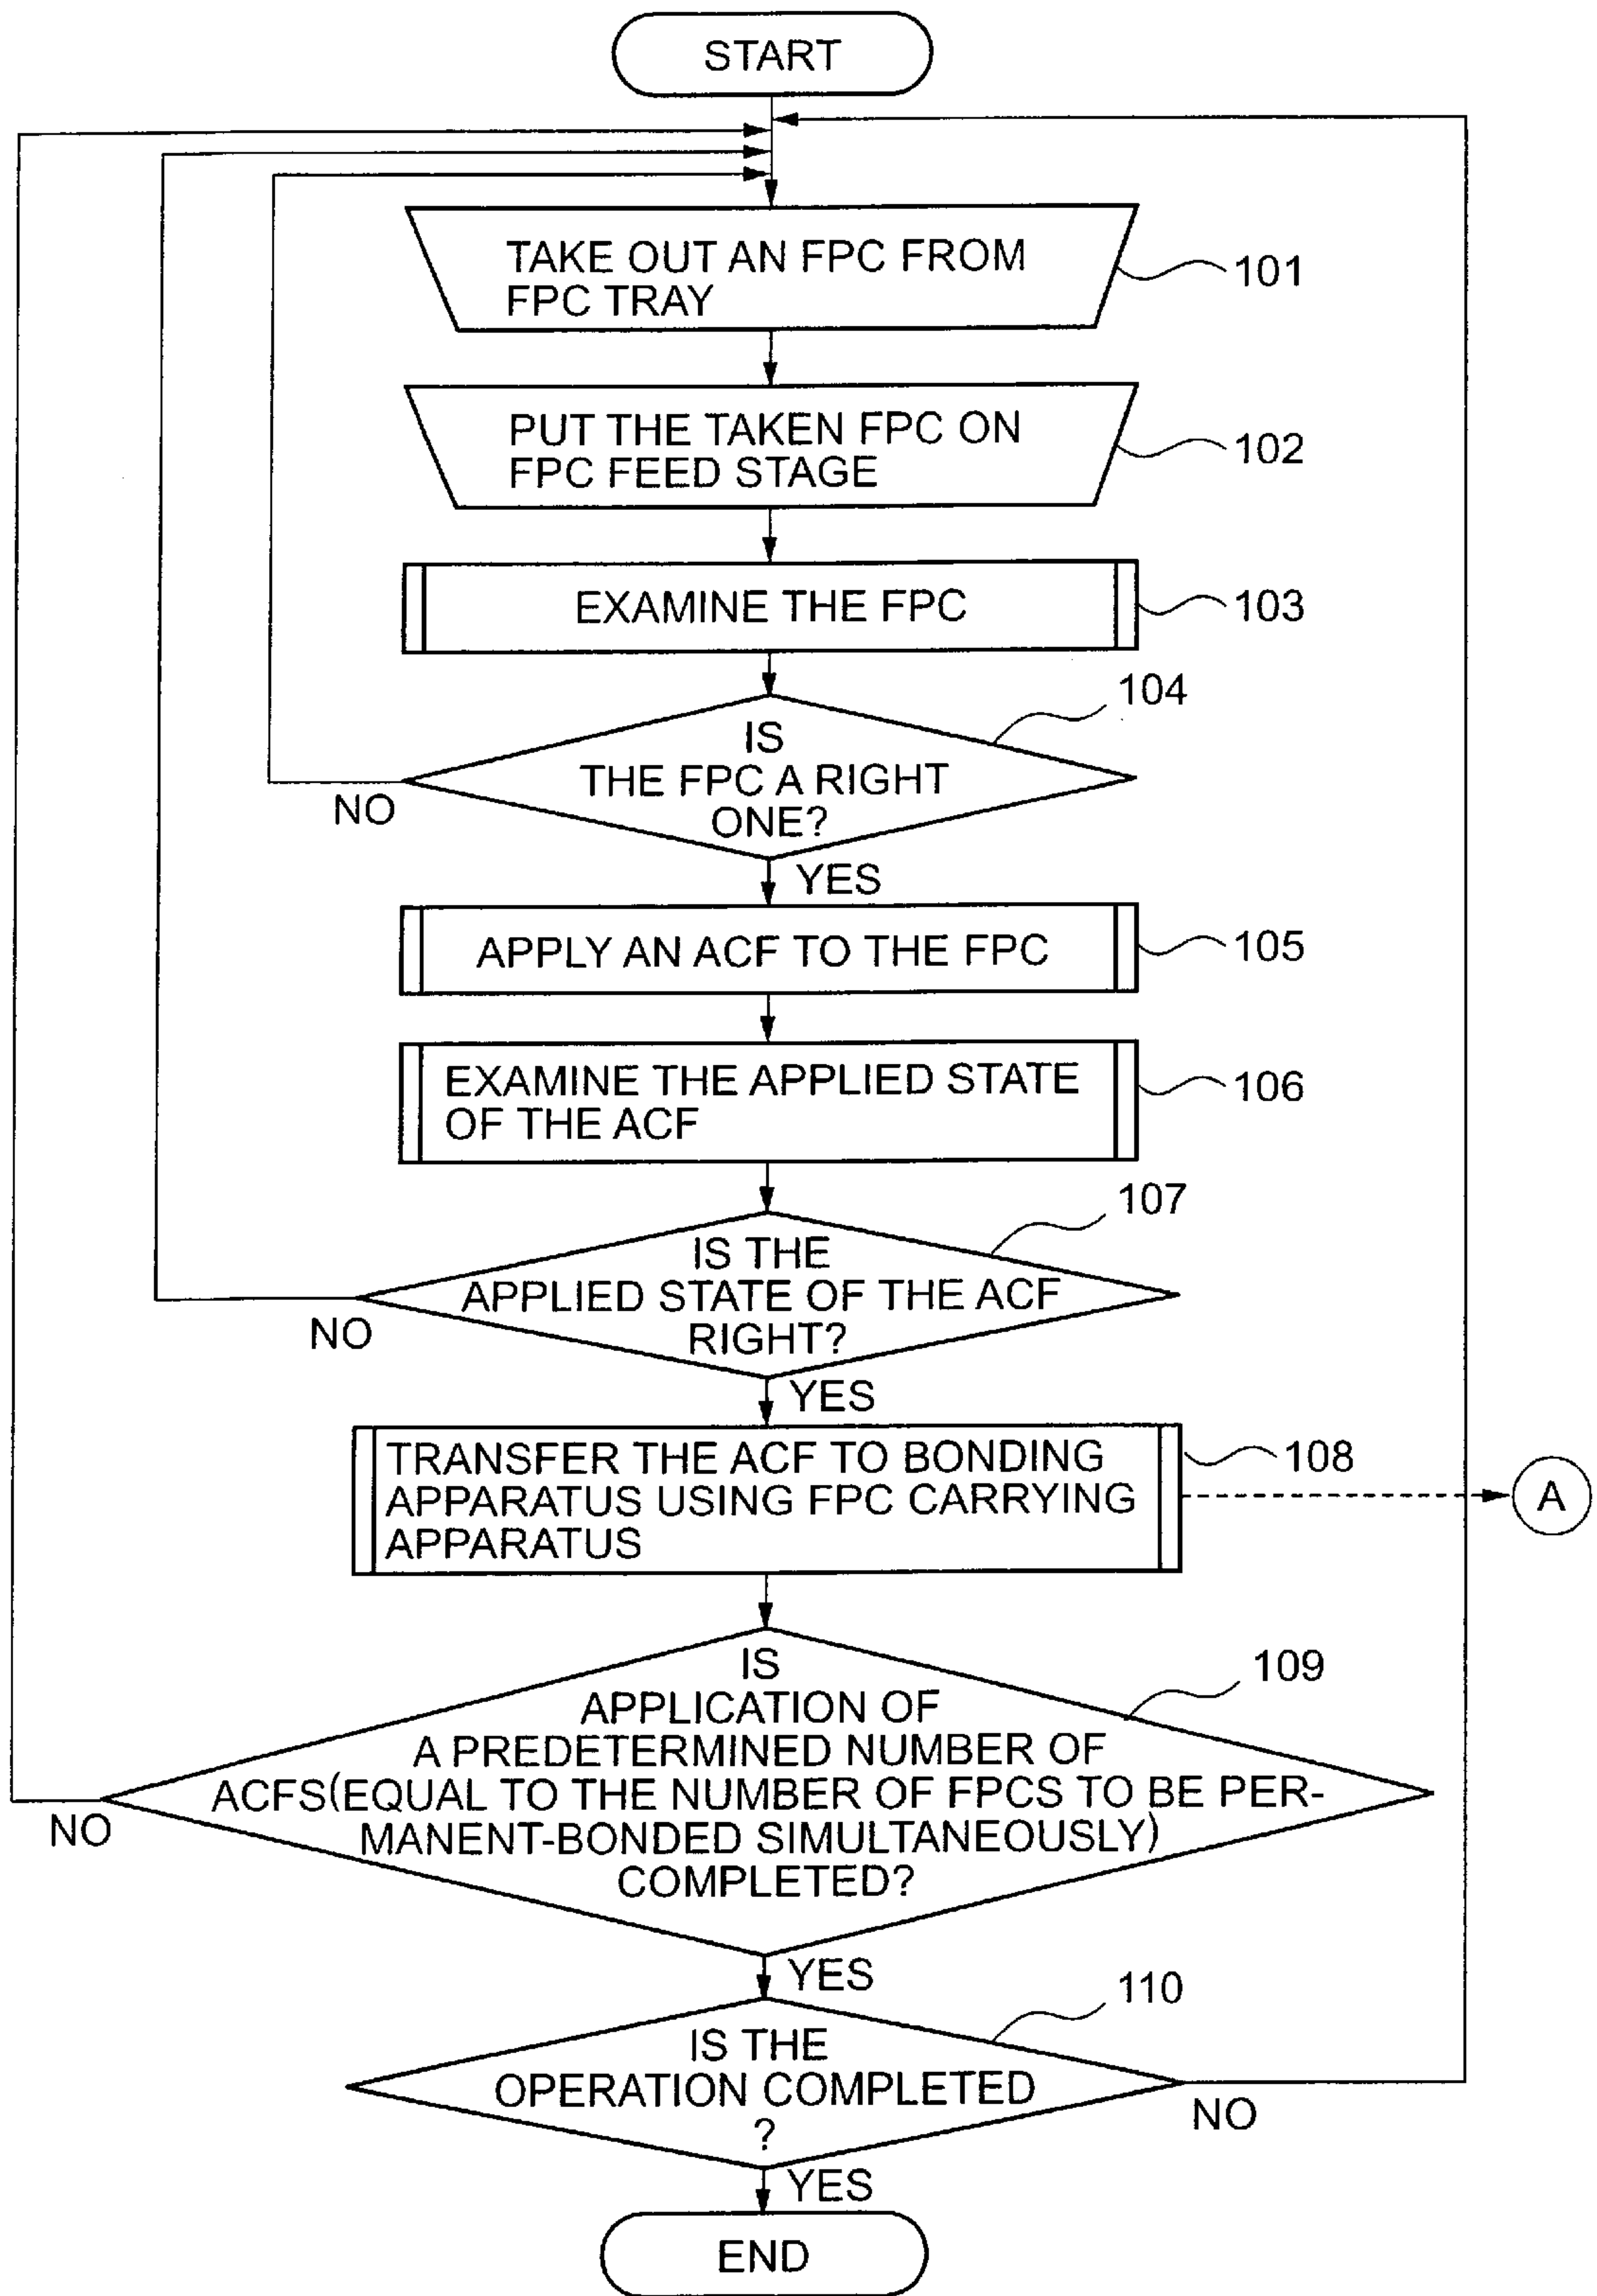 START
TAKE OUT AN FPC FROM
FPC TRAY
101
PUT THE TAKEN FPC ON
FPC FEED STAGE
102
EXAMINE THE FPC
103
104
IS
THE FPC A RIGHT
ONE?
NO
YES
APPLY AN ACF TO THE FPC
105
EXAMINE THE APPLIED STATE
OF THE ACF
106
107
IS THE
APPLIED STATE OF THE ACF
RIGHT?
NO
YES
TRANSFER THE ACF TO BONDING
APPARATUS USING FPC CARRYING
APPARATUS
108
A
109
IS
APPLICATION OF
A PREDETERMINED NUMBER OF
ACFS(EQUAL TO THE NUMBER OF FPCS TO BE PER-
MANENT-BONDED SIMULTANEOUSLY)
COMPLETED?
NO
YES
110
IS THE
OPERATION COMPLETED
?
NO
YES
END